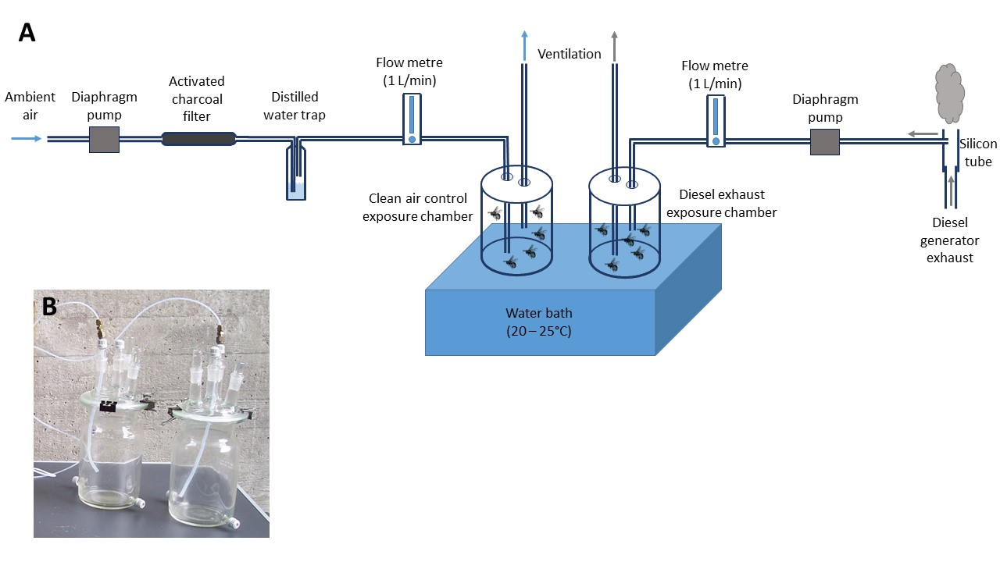 A
Ambient
air
Diaphragm
pump
Activated
charcoal
filter
Distilled
water trap
Flow metre
(1 L/min)
Ventilation
Flow metre
(1 L/min)
Diaphragm
pump
Silicon
tube
Clean air control
exposure chamber
Diesel exhaust
exposure chamber
Diesel
generator
exhaust
Water bath
(20 – 25°C)
B